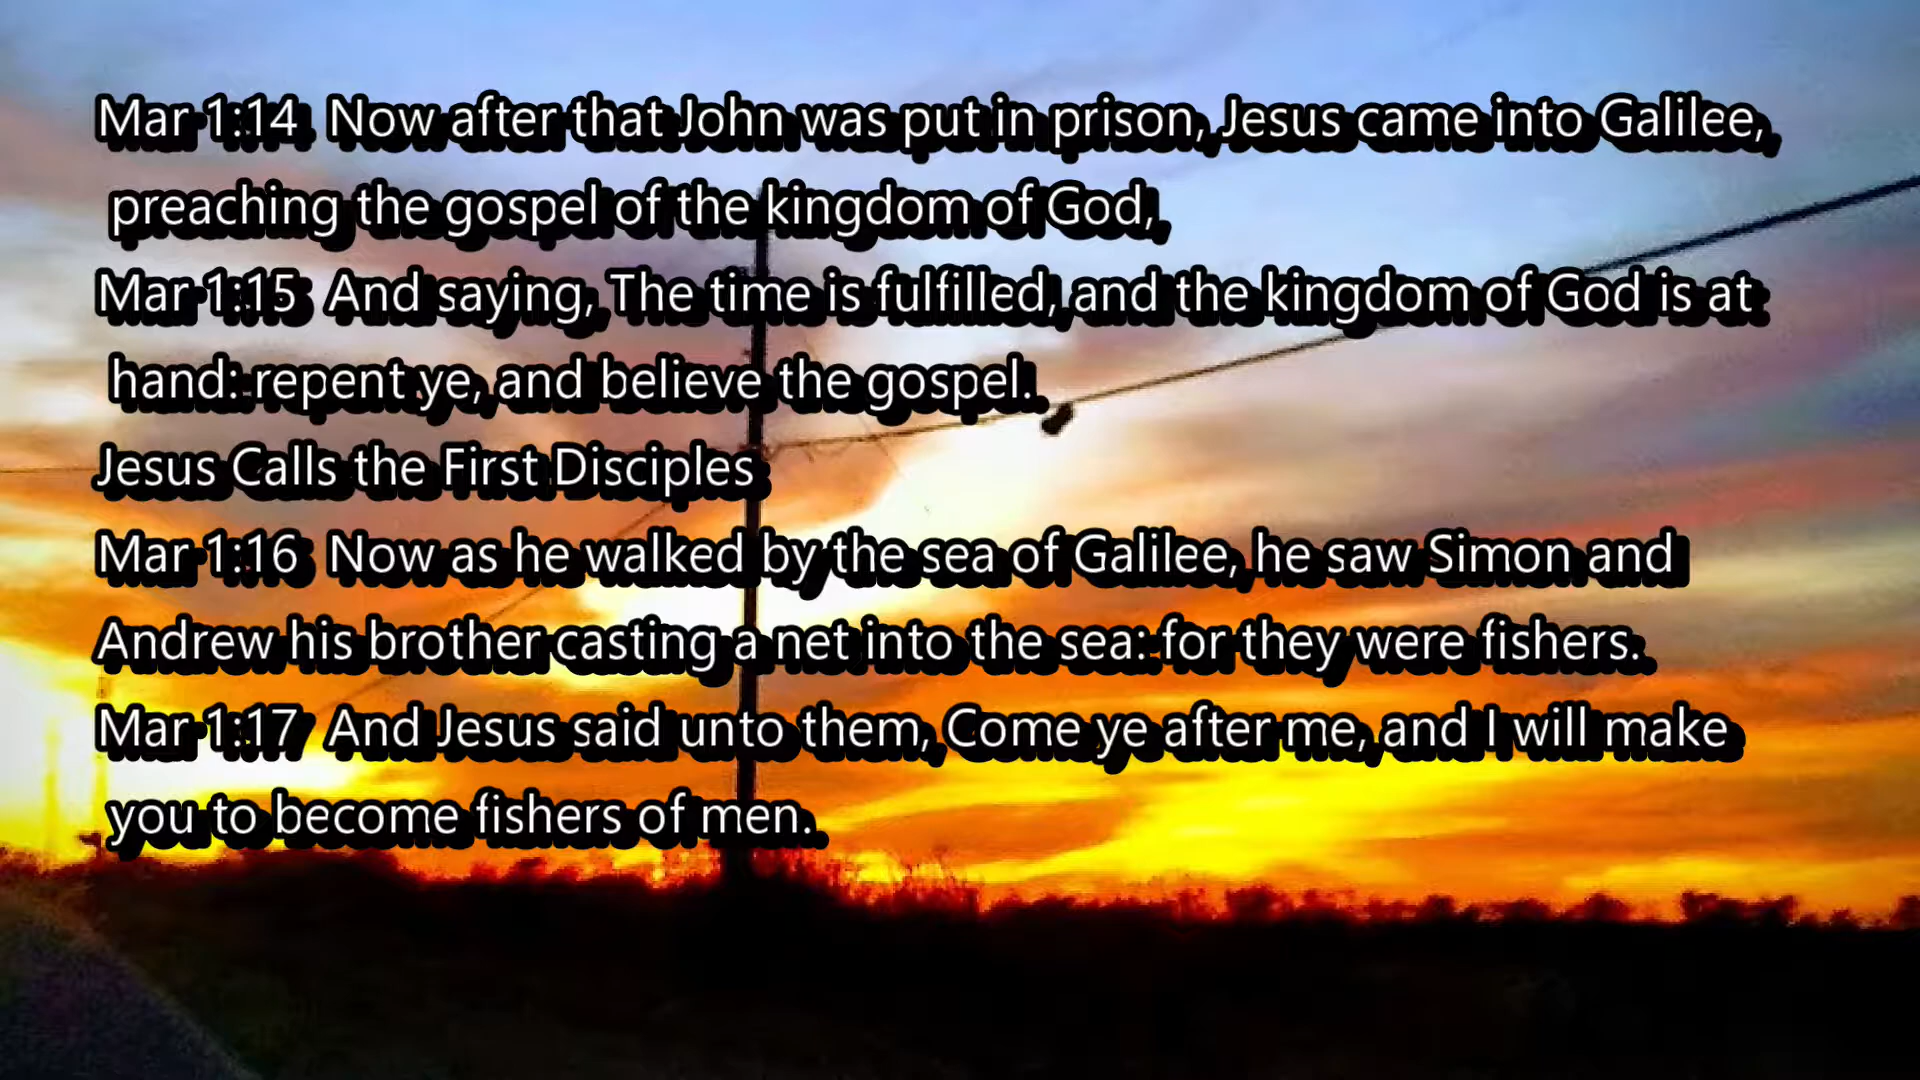 Mar 1:14  Now after that John was put in prison, Jesus came into Galilee,
preaching the gospel of the kingdom of God,
Mar 1:15  And saying, The time is fulfilled, and the kingdom of God is at
hand: repent ye, and believe the gospel.
Jesus Calls the First Disciples
Mar 1:16  Now as he walked by the sea of Galilee, he saw Simon and
Andrew his brother casting a net into the sea: for they were fishers.
Mar 1:17  And Jesus said unto them, Come ye after me, and I will make
you to become fishers of men.